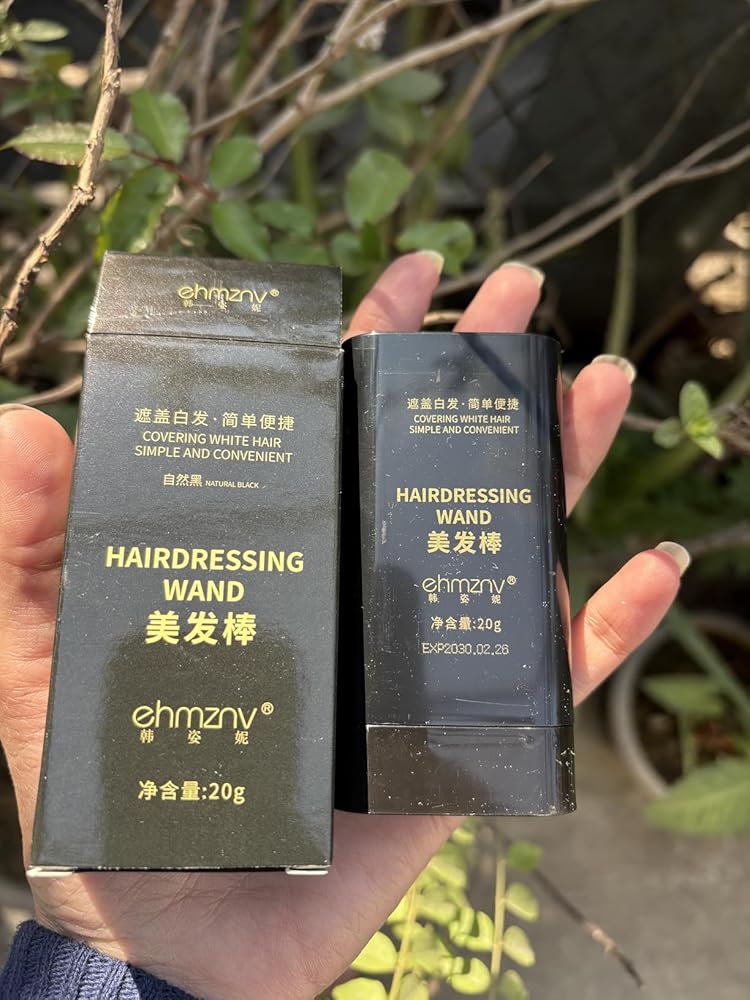 ehmznv®
韩姿妮
遮盖白发·简单便捷
COVERING WHITE HAIR
SIMPLE AND CONVENIENT
自然黑 NATURAL BLACK
HAIRDRESSING
WAND
美发棒
ehmznv®
韩姿妮
净含量:20g
遮盖白发·简单便捷
COVERING WHITE HAIR
SIMPLE AND CONVENIENT
HAIRDRESSING
WAND
美发棒
ehmznv®
韩姿妮
净含量:20g
EXP2030.02.26